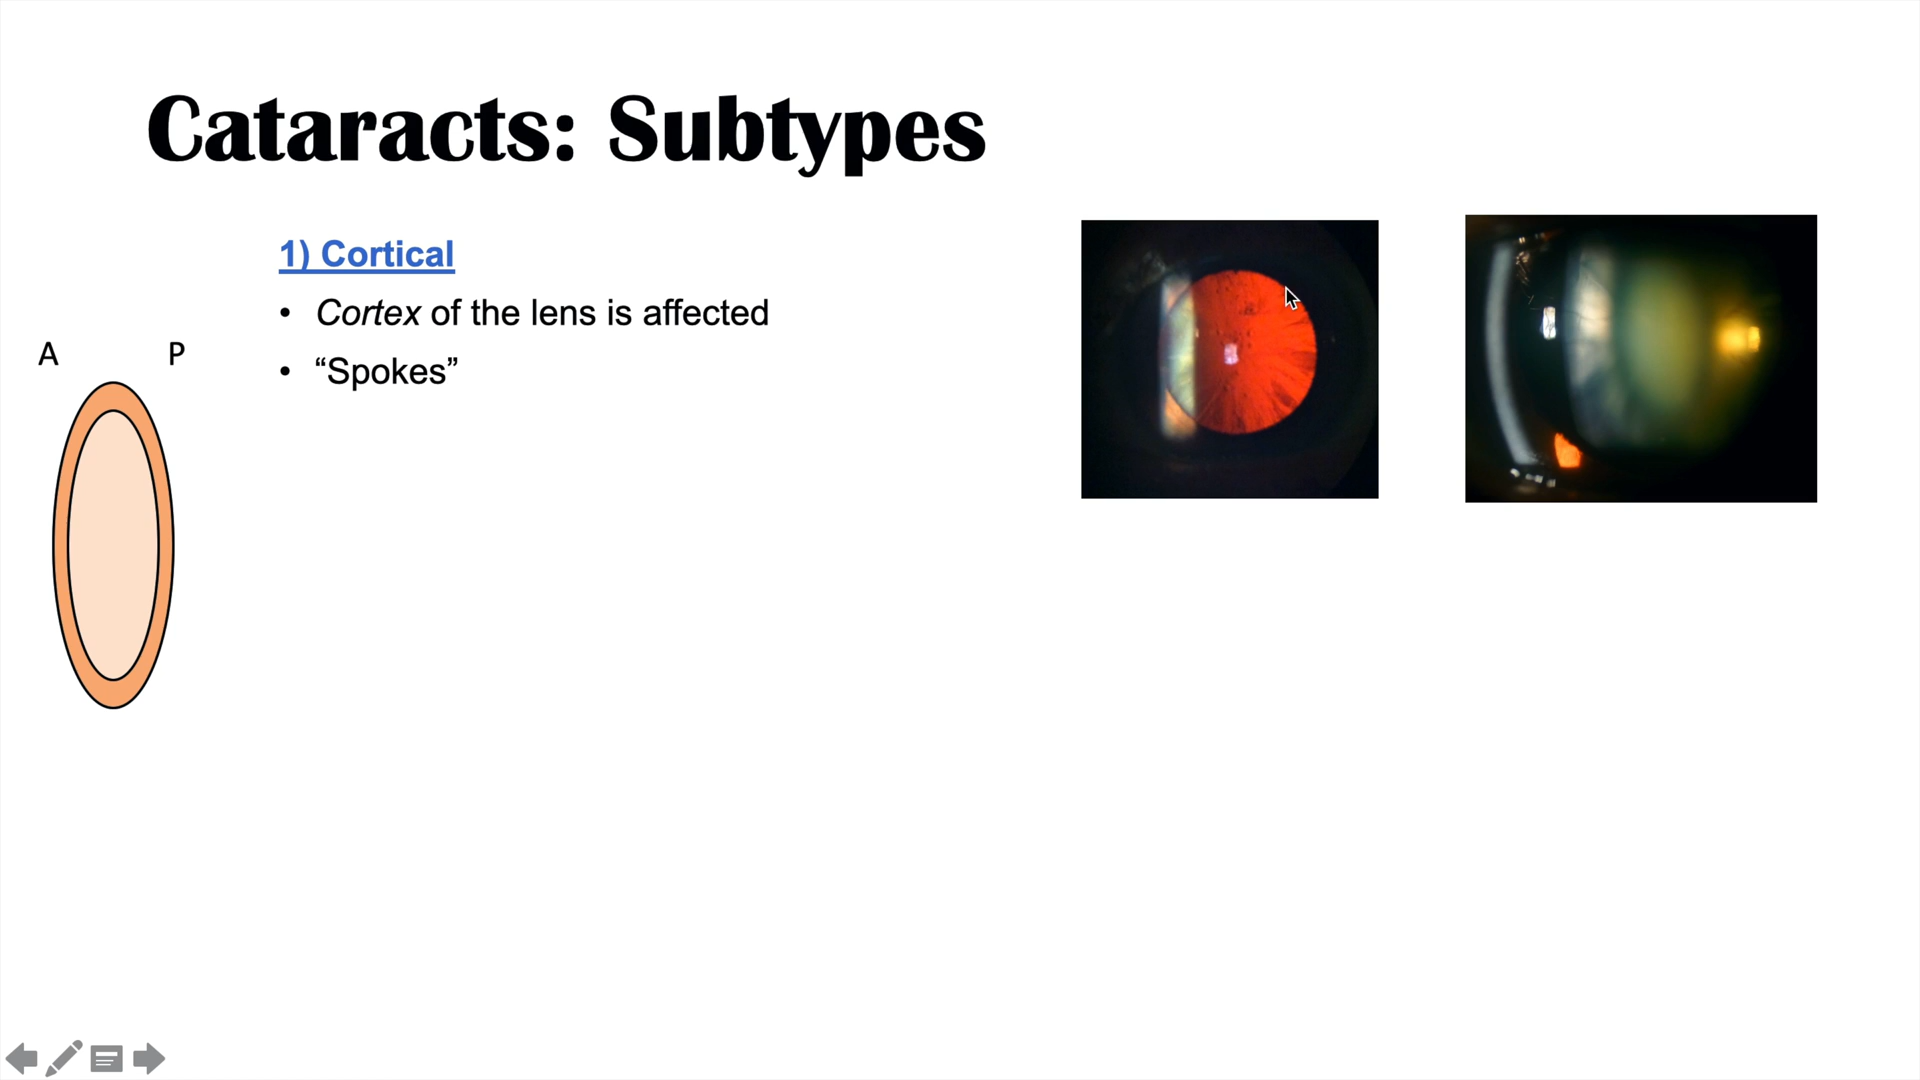 Cataracts: Subtypes
1) Cortical
• Cortex of the lens is affected
• “Spokes”
A P